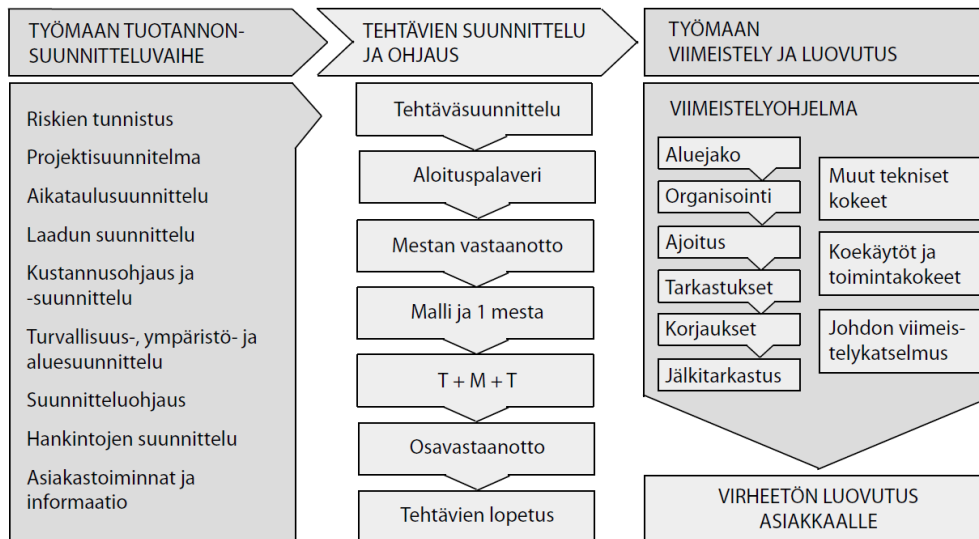 TYÖMAAN TUOTANNON-
SUUNNITTELUVAIHE
Riskien tunnistus
Projektisuunnitelma
Aikataulusuunnittelu
Laadun suunnittelu
Kustannusohjaus ja
-suunnittelu
Turvallisuus-, ympäristö- ja
aluesuunnittelu
Suunnitteluohjaus
Hankintojen suunnittelu
Asiakastoiminnat ja
informaatio
TEHTÄVIEN SUUNNITTELU
JA OHJAUS
Tehtäväsuunnittelu
Aloituspalaveri
Mestan vastaanotto
Malli ja 1 mesta
T + M + T
Osavastaanotto
Tehtävien lopetus
TYÖMAAN
VIIMEISTELY JA LUOVUTUS
VIIMEISTELYOHJELMA
Aluejako
Organisointi
Ajoitus
Tarkastukset
Korjaukset
Jälkitarkastus
Muut tekniset
kokeet
Koekäytöt ja
toimintakokeet
Johdon viimeis-
telykatselmus
VIRHEETÖN LUOVUTUS
ASIAKKAALLE